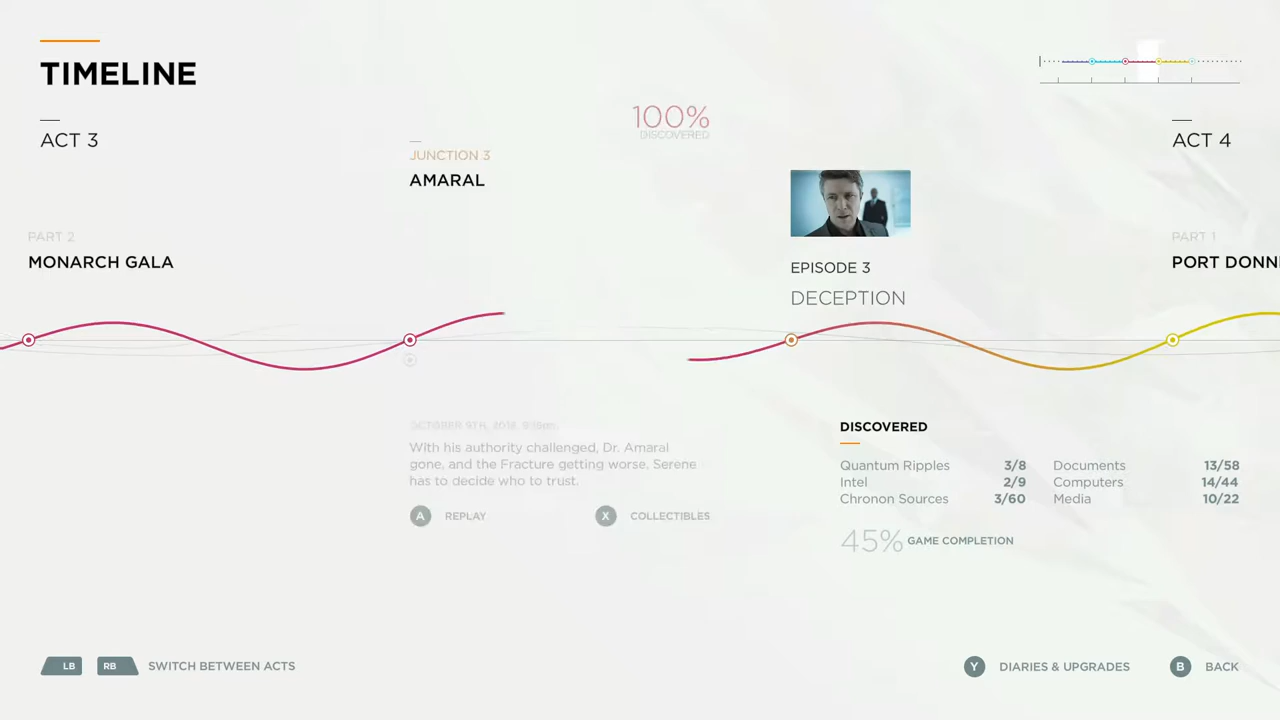 TIMELINE
ACT 3
ACT 4
100%
DISCOVERED
JUNCTION 3
AMARAL
PART 2
MONARCH GALA
EPISODE 3
DECEPTION
PART 1
PORT DONN
With his authority challenged, Dr. Amaral
gone, and the Fracture getting worse, Serene
has to decide who to trust.
A REPLAY
X COLLECTIBLES
DISCOVERED
Quantum Ripples 3/8
Documents 13/58
Intel 2/9
Computers 14/44
Chronon Sources 3/60
Media 10/22
45% GAME COMPLETION
LB RB SWITCH BETWEEN ACTS
Y DIARIES & UPGRADES
B BACK